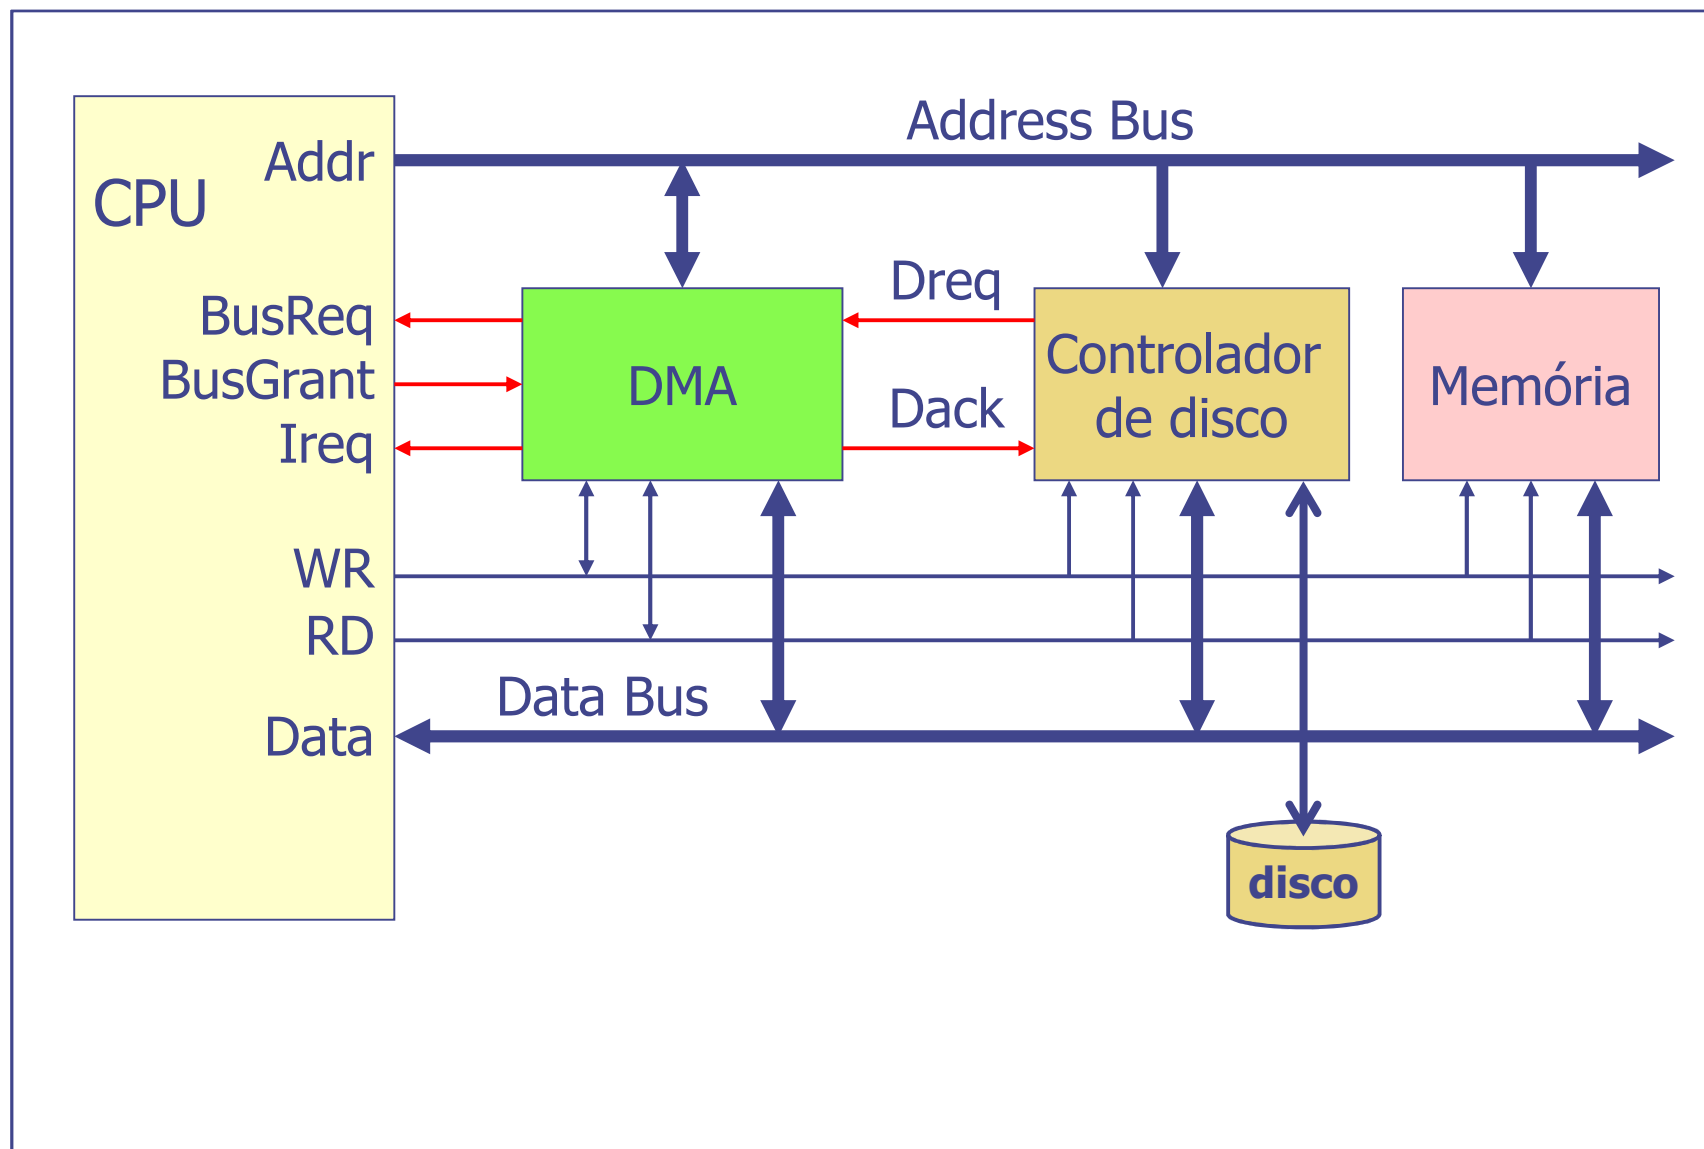 Address Bus
Addr
CPU
Dreq
BusReq
BusGrant
Ireq
DMA
Dack
Controlador
de disco
Memória
WR
RD
Data Bus
Data
disco